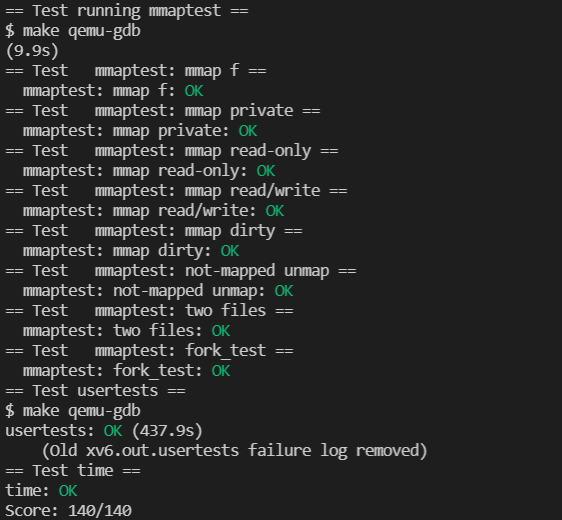 == Test running mmaptest ==
$ make qemu-gdb
(9.9s)
== Test   mmaptest: mmap f ==
  mmaptest: mmap f: OK
== Test   mmaptest: mmap private ==
  mmaptest: mmap private: OK
== Test   mmaptest: mmap read-only ==
  mmaptest: mmap read-only: OK
== Test   mmaptest: mmap read/write ==
  mmaptest: mmap read/write: OK
== Test   mmaptest: mmap dirty ==
  mmaptest: mmap dirty: OK
== Test   mmaptest: not-mapped unmap ==
  mmaptest: not-mapped unmap: OK
== Test   mmaptest: two files ==
  mmaptest: two files: OK
== Test   mmaptest: fork_test ==
  mmaptest: fork_test: OK
== Test usertests ==
$ make qemu-gdb
usertests: OK (437.9s)
    (Old xv6.out.usertests failure log removed)
== Test time ==
time: OK
Score: 140/140